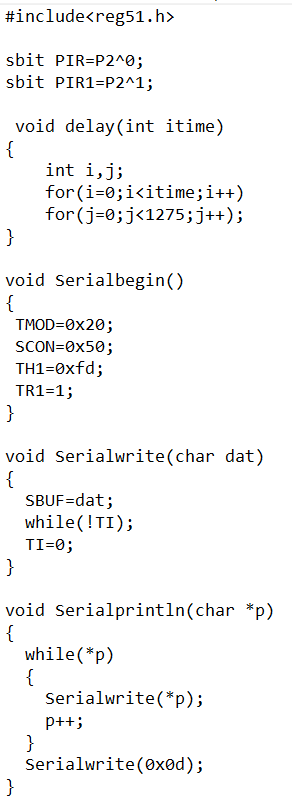 #include<reg51.h>
sbit PIR=P2^0;
sbit PIR1=P2^1;
void delay(int itime)
{
int i,j;
for(i=0;i<itime;i++)
for(j=0;j<1275;j++);
}
void Serialbegin()
{
TMOD=0x20;
SCON=0x50;
TH1=0xfd;
TR1=1;
}
void Serialwrite(char dat)
{
SBUF=dat;
while(!TI);
TI=0;
}
void Serialprintln(char *p)
{
while(*p)
{
Serialwrite(*p);
p++;
}
Serialwrite(0x0d);
}